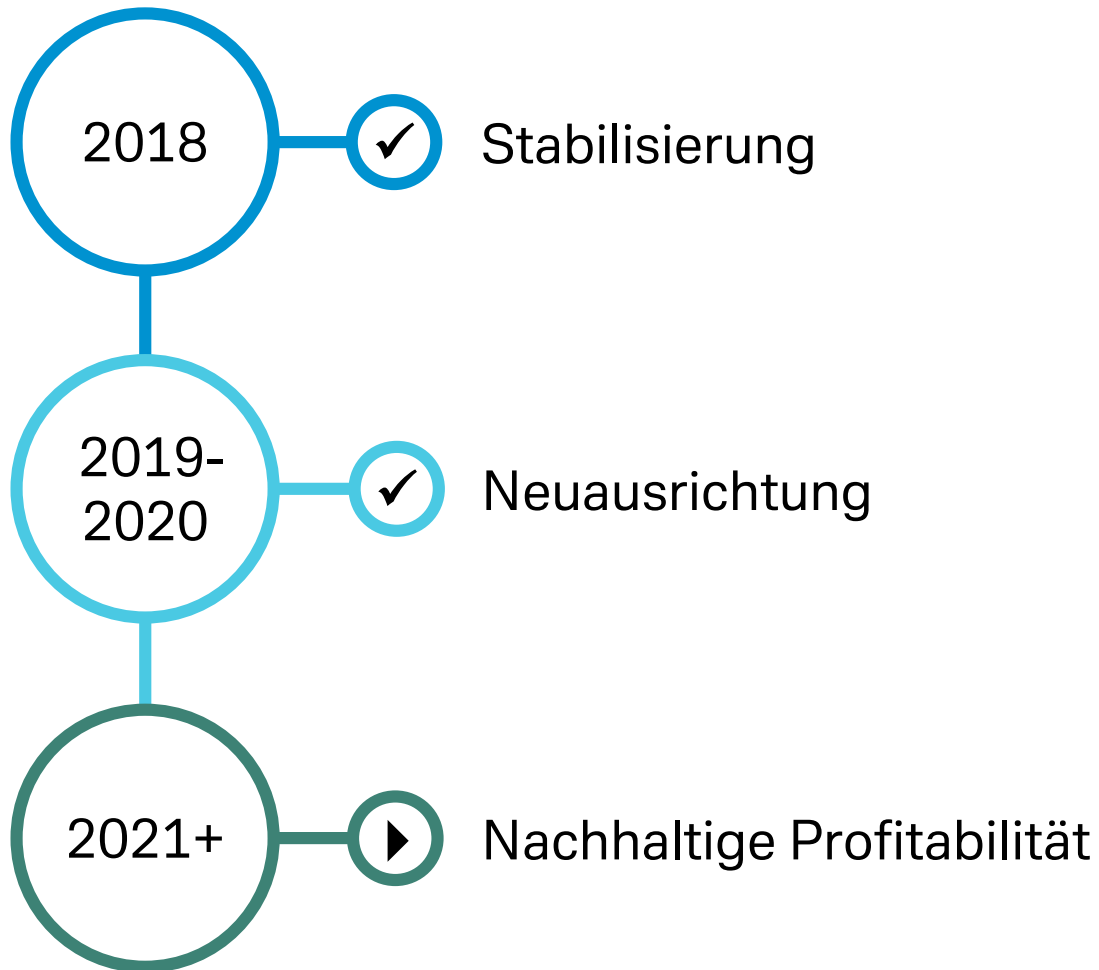 2018
✓
Stabilisierung
2019-
2020
✓
Neuausrichtung
2021+
Nachhaltige Profitabilität